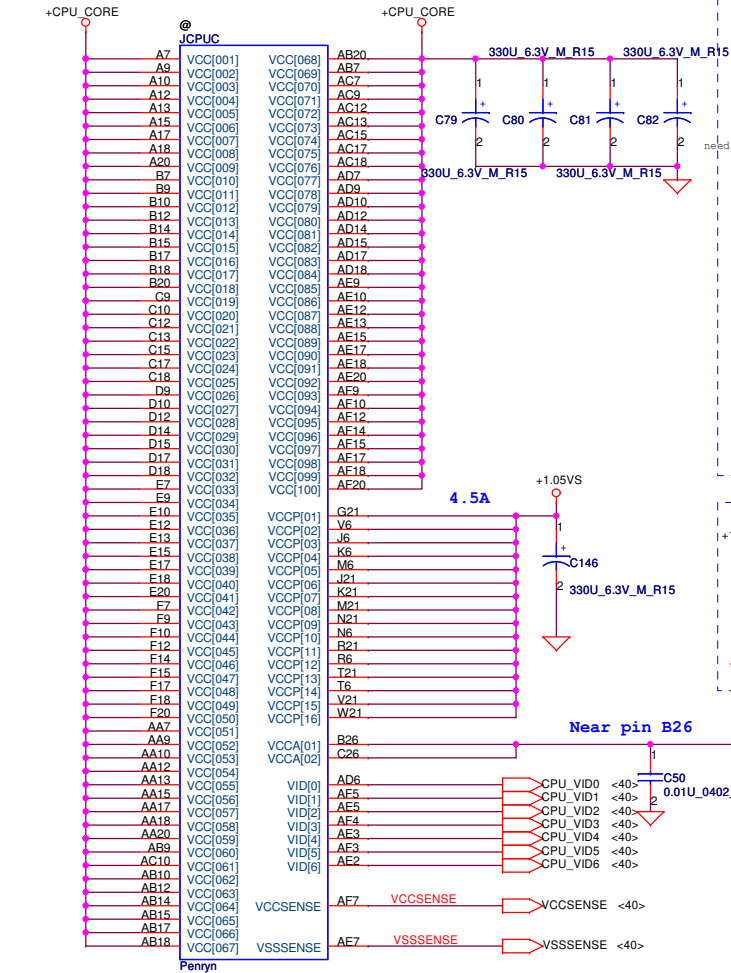 +CPU_CORE
@
JCPUC
A7 VCC[001]
A9 VCC[002]
A10 VCC[003]
A12 VCC[004]
A13 VCC[005]
A15 VCC[006]
A17 VCC[007]
A18 VCC[008]
A20 VCC[009]
B7 VCC[010]
B9 VCC[011]
B10 VCC[012]
B12 VCC[013]
B14 VCC[014]
B15 VCC[015]
B17 VCC[016]
B18 VCC[017]
B20 VCC[018]
C9 VCC[019]
C10 VCC[020]
C12 VCC[021]
C13 VCC[022]
C15 VCC[023]
C17 VCC[024]
C18 VCC[025]
D9 VCC[026]
D10 VCC[027]
D12 VCC[028]
D14 VCC[029]
D15 VCC[030]
D17 VCC[031]
D18 VCC[032]
E7 VCC[033]
E9 VCC[034]
E10 VCC[035]
E12 VCC[036]
E13 VCC[037]
E15 VCC[038]
E17 VCC[039]
E18 VCC[040]
E20 VCC[041]
F7 VCC[042]
F9 VCC[043]
F10 VCC[044]
F12 VCC[045]
F14 VCC[046]
F15 VCC[047]
F17 VCC[048]
F18 VCC[049]
F20 VCC[050]
AA7 VCC[051]
AA9 VCC[052]
AA10 VCC[053]
AA12 VCC[054]
AA13 VCC[055]
AA15 VCC[056]
AA17 VCC[057]
AA18 VCC[058]
AA20 VCC[059]
AB9 VCC[060]
AC10 VCC[061]
AB10 VCC[062]
AB12 VCC[063]
AB14 VCC[064]
AB15 VCC[065]
AB17 VCC[066]
AB18 VCC[067]
Penryn
+CPU_CORE
VCC[068] AB20
VCC[069] AB7
VCC[070] AC7
VCC[071] AC9
VCC[072] AC12
VCC[073] AC13
VCC[074] AC15
VCC[075] AC17
VCC[076] AC18
VCC[077] AD7
VCC[078] AD9
VCC[079] AD10
VCC[080] AD12
VCC[081] AD14
VCC[082] AD15
VCC[083] AD17
VCC[084] AD18
VCC[085] AE9
VCC[086] AE10
VCC[087] AE12
VCC[088] AE13
VCC[089] AE15
VCC[090] AE17
VCC[091] AE18
VCC[092] AE20
VCC[093] AF9
VCC[094] AF10
VCC[095] AF12
VCC[096] AF14
VCC[097] AF15
VCC[098] AF17
VCC[099] AF18
VCC[100] AF20
VCCP[01] G21
VCCP[02] V6
VCCP[03] J6
VCCP[04] K6
VCCP[05] M6
VCCP[06] J21
VCCP[07] K21
VCCP[08] M21
VCCP[09] N21
VCCP[10] N6
VCCP[11] R21
VCCP[12] R6
VCCP[13] T21
VCCP[14] T6
VCCP[15] V21
VCCP[16] W21
VCCA[01] B26
VCCA[02] C26
VID[0] AD6 CPU_VID0 <40>
VID[1] AF5 CPU_VID1 <40>
VID[2] AE5 CPU_VID2 <40>
VID[3] AF4 CPU_VID3 <40>
VID[4] AE3 CPU_VID4 <40>
VID[5] AF3 CPU_VID5 <40>
VID[6] AE2 CPU_VID6 <40>
VCCSENSE AF7 VCCSENSE VCCSENSE <40>
VSSSENSE AE7 VSSSENSE VSSSENSE <40>
330U_6.3V_M_R15 330U_6.3V_M_R15
1 1 1 1
+ + + +
C79 C80 C81 C82
2 2 2 2
need
330U_6.3V_M_R15 330U_6.3V_M_R15
4.5A
+1.05VS
1
+
C146
2
330U_6.3V_M_R15
Near pin B26
1
C50
0.01U_0402_
2